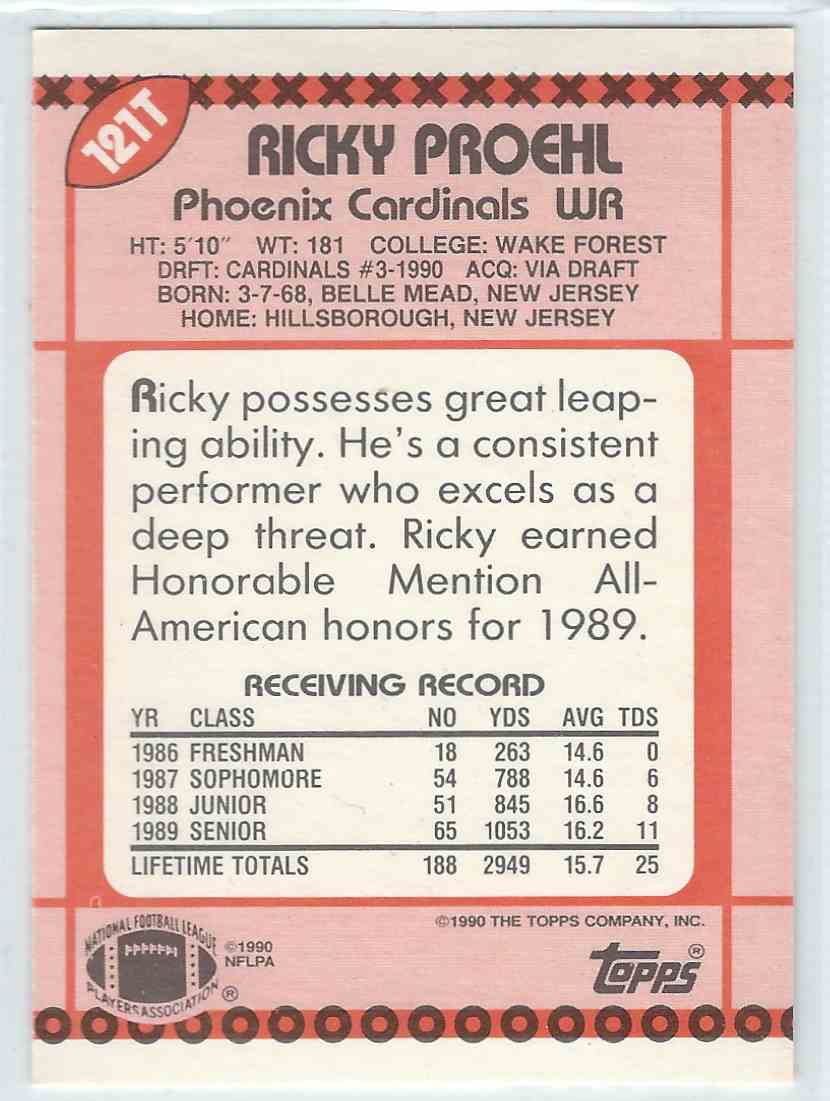 121T
RICKY PROEHL
Phoenix Cardinals WR
HT: 5'10" WT: 181 COLLEGE: WAKE FOREST
DRFT: CARDINALS #3-1990 ACQ: VIA DRAFT
BORN: 3-7-68, BELLE MEAD, NEW JERSEY
HOME: HILLSBOROUGH, NEW JERSEY
Ricky possesses great leap-
ing ability. He's a consistent
performer who excels as a
deep threat. Ricky earned
Honorable Mention All-
American honors for 1989.
RECEIVING RECORD
YR CLASS NO YDS AVG TDS
1986 FRESHMAN 18 263 14.6 0
1987 SOPHOMORE 54 788 14.6 6
1988 JUNIOR 51 845 16.6 8
1989 SENIOR 65 1053 16.2 11
LIFETIME TOTALS 188 2949 15.7 25
©1990 THE TOPPS COMPANY, INC.
NATIONAL FOOTBALL LEAGUE
PLAYERS ASSOCIATION ®
©1990
NFLPA
topps ®